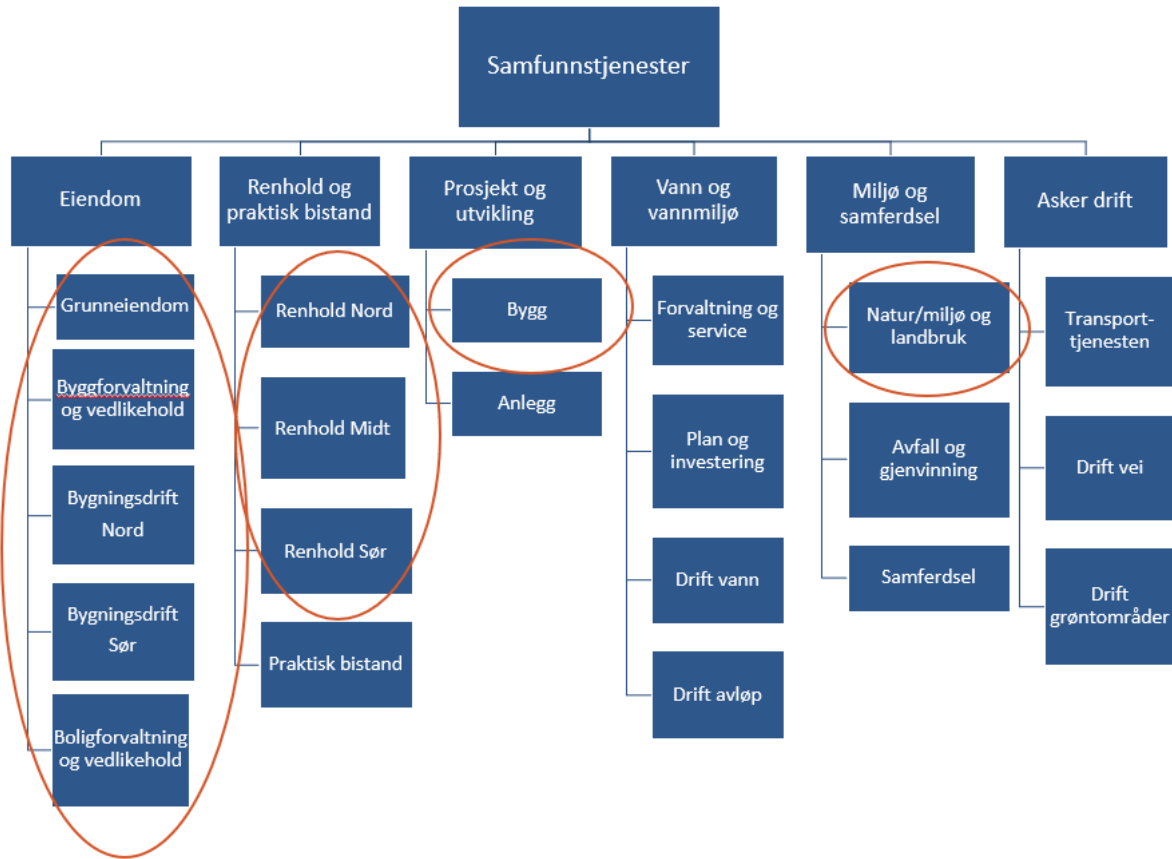 Samfunnstjenester
Eiendom
Renhold og
praktisk bistand
Prosjekt og
utvikling
Vann og
vannmiljø
Miljø og
samferdsel
Asker drift
Grunneiendom
Byggforvaltning
og vedlikehold
Bygningsdrift
Nord
Bygningsdrift
Sør
Boligforvaltning
og vedlikehold
Renhold Nord
Renhold Midt
Renhold Sør
Praktisk bistand
Bygg
Anlegg
Forvaltning og
service
Plan og
investering
Drift vann
Drift avløp
Natur/miljø og
landbruk
Avfall og
gjenvinning
Samferdsel
Transport-
tjenesten
Drift vei
Drift
grøntområder